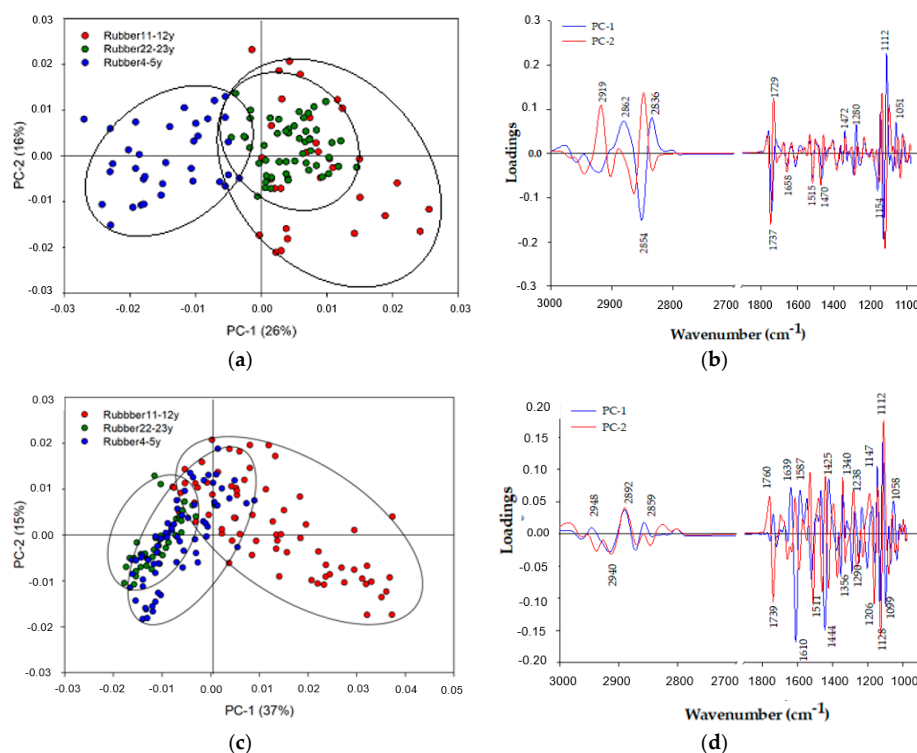 0.03
0.02
0.01
0.00
-0.01
-0.02
-0.03
PC-2 (16%)
Rubber11-12y
Rubber22-23y
Rubber4-5y
-0.03 -0.02 -0.01 0.00 0.01 0.02 0.03
PC-1 (26%)
(a)
0.3
0.2
0.1
0.0
-0.1
-0.2
-0.3
Loadings
PC-1
PC-2
2919 2862 2836 1729 1472 1280 1112 1051
2854 1737 1658 1515 1470 1154
3000 2900 2800 2700 1800 1600 1400 1200 1100
Wavenumber (cm-1)
(b)
0.03
0.02
0.01
0.00
-0.01
-0.02
-0.03
PC-2 (15%)
Rubbber11-12y
Rubber22-23y
Rubber4-5y
-0.03 -0.02 -0.01 0.00 0.01 0.02 0.03 0.04 0.05
PC-1 (37%)
(c)
0.20
0.15
0.10
0.05
0.00
-0.05
-0.10
-0.15
-0.20
Loadings
PC-1
PC-2
2948 2892 2859 1760 1639 1587 1425 1340 1238 1147 1112 1058
2940 1739 1610 1511 1444 1356 1290 1206 1128 1099
3000 2900 2800 2700 1800 1600 1400 1200 1000
Wavenumber (cm-1)
(d)